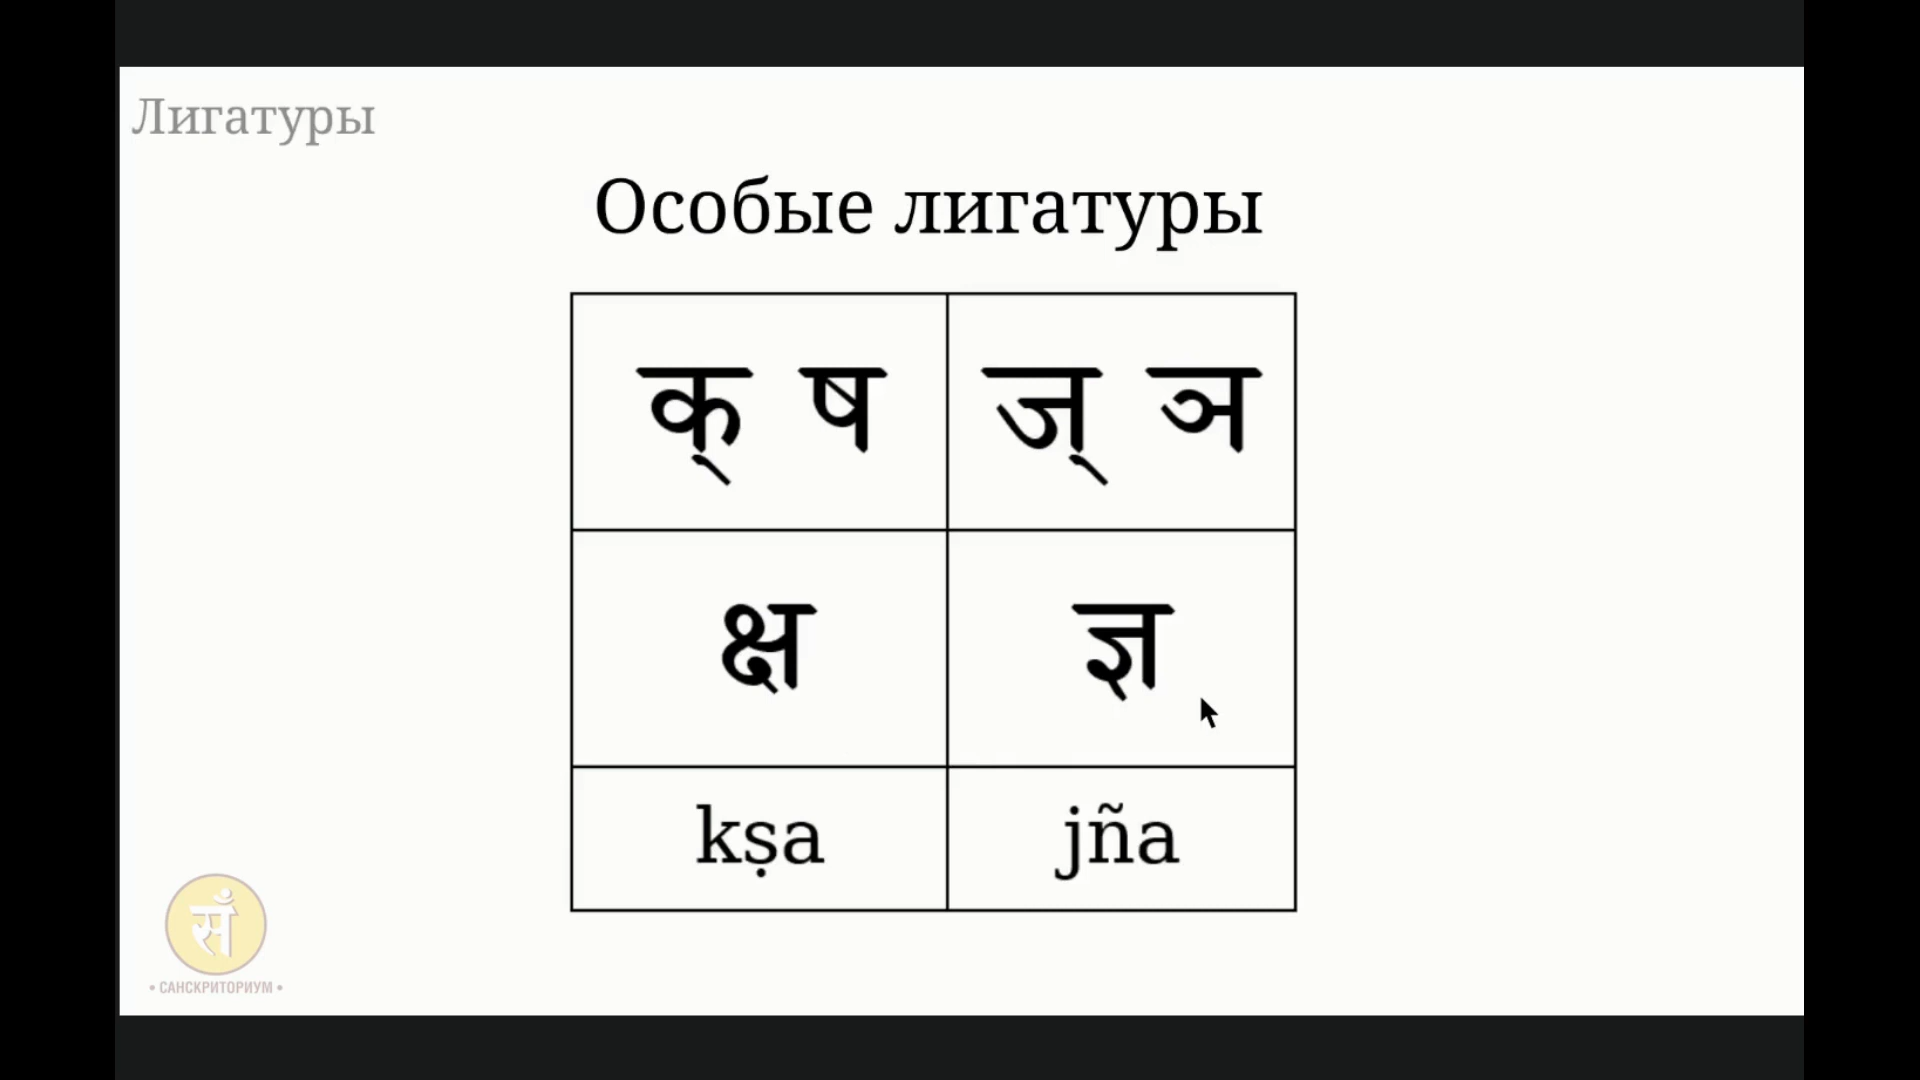 Лигатуры
Особые лигатуры
क् ष ज् ञ
क्ष ज्ञ
kṣa jña
सं
• САНСКРИТОРИУМ •